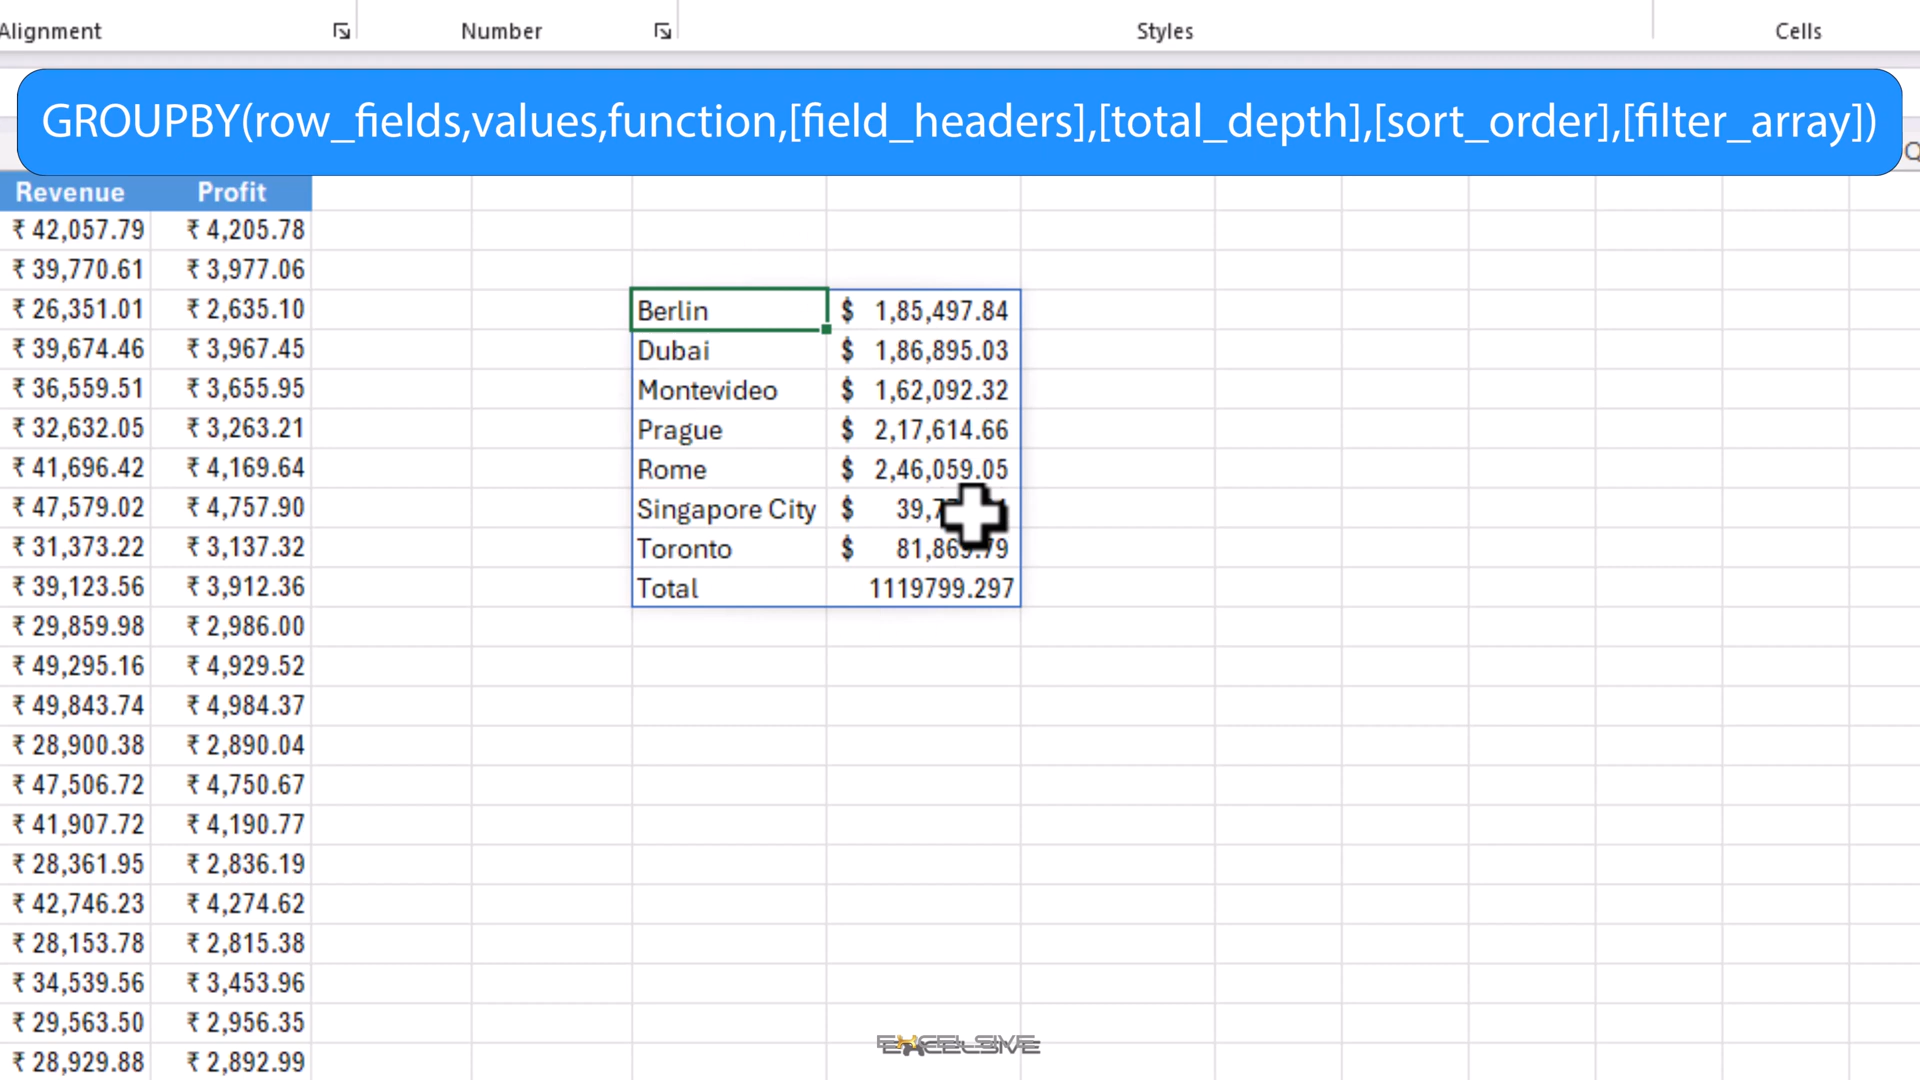 Alignment Number Styles Cells
GROUPBY(row_fields,values,function,[field_headers],[total_depth],[sort_order],[filter_array])
Q
Revenue Profit
₹ 42,057.79 ₹ 4,205.78
₹ 39,770.61 ₹ 3,977.06
₹ 26,351.01 ₹ 2,635.10 Berlin $ 1,85,497.84
₹ 39,674.46 ₹ 3,967.45 Dubai $ 1,86,895.03
₹ 36,559.51 ₹ 3,655.95 Montevideo $ 1,62,092.32
₹ 32,632.05 ₹ 3,263.21 Prague $ 2,17,614.66
₹ 41,696.42 ₹ 4,169.64 Rome $ 2,46,059.05
₹ 47,579.02 ₹ 4,757.90 Singapore City $
₹ 31,373.22 ₹ 3,137.32 Toronto $
₹ 39,123.56 ₹ 3,912.36 Total 1119799.297
₹ 29,859.98 ₹ 2,986.00
₹ 49,295.16 ₹ 4,929.52
₹ 49,843.74 ₹ 4,984.37
₹ 28,900.38 ₹ 2,890.04
₹ 47,506.72 ₹ 4,750.67
₹ 41,907.72 ₹ 4,190.77
₹ 28,361.95 ₹ 2,836.19
₹ 42,746.23 ₹ 4,274.62
₹ 28,153.78 ₹ 2,815.38
₹ 34,539.56 ₹ 3,453.96
₹ 29,563.50 ₹ 2,956.35
₹ 28,929.88 ₹ 2,892.99
EXCELSIVE